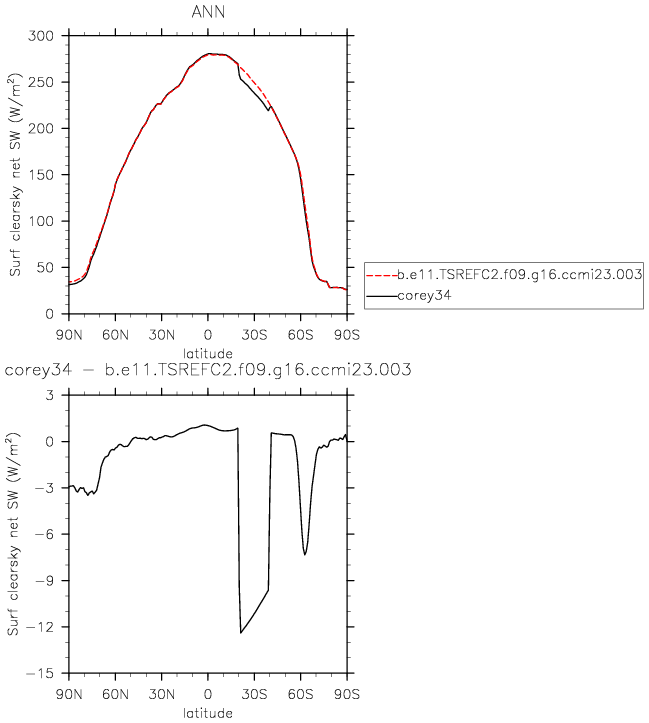 ANN
Surf clearsky net SW (W/m²)
300
250
200
150
100
50
0
90N 60N 30N 0 30S 60S 90S
latitude
b.e11.TSREFC2.f09.g16.ccmi23.003
corey34
corey34 − b.e11.TSREFC2.f09.g16.ccmi23.003
Surf clearsky net SW (W/m²)
3
0
−3
−6
−9
−12
−15
90N 60N 30N 0 30S 60S 90S
latitude